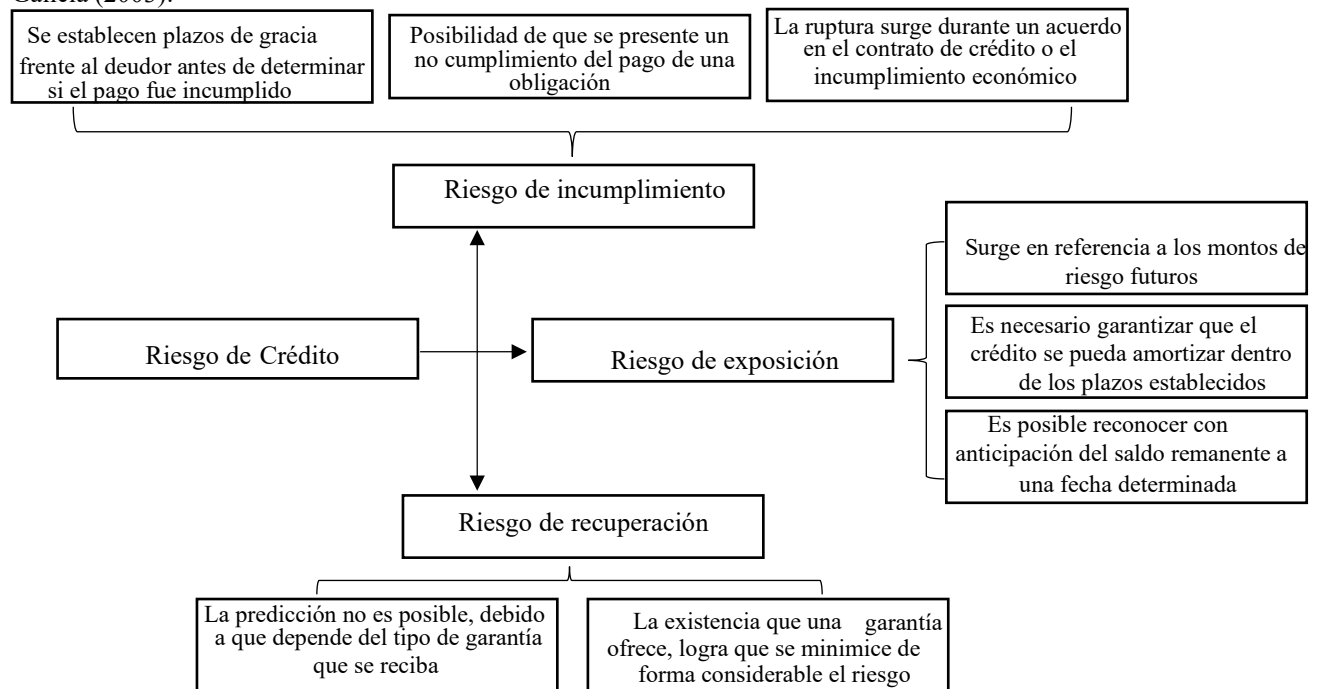 Galicia (2003).
Se establecen plazos de gracia
frente al deudor antes de determinar
si el pago fue incumplido
Posibilidad de que se presente un
no cumplimiento del pago de una
obligación
La ruptura surge durante un acuerdo
en el contrato de crédito o el
incumplimiento económico
Riesgo de incumplimiento
Riesgo de Crédito
Riesgo de exposición
Surge en referencia a los montos de
riesgo futuros
Es necesario garantizar que el
crédito se pueda amortizar dentro
de los plazos establecidos
Es posible reconocer con
anticipación del saldo remanente a
una fecha determinada
Riesgo de recuperación
La predicción no es posible, debido
a que depende del tipo de garantía
que se reciba
La existencia que una garantía
ofrece, logra que se minimice de
forma considerable el riesgo